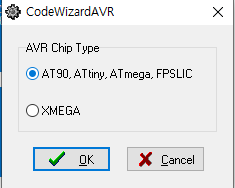 CodeWizardAVR
AVR Chip Type
AT90, ATtiny, ATmega, FPSLIC
XMEGA
OK
Cancel